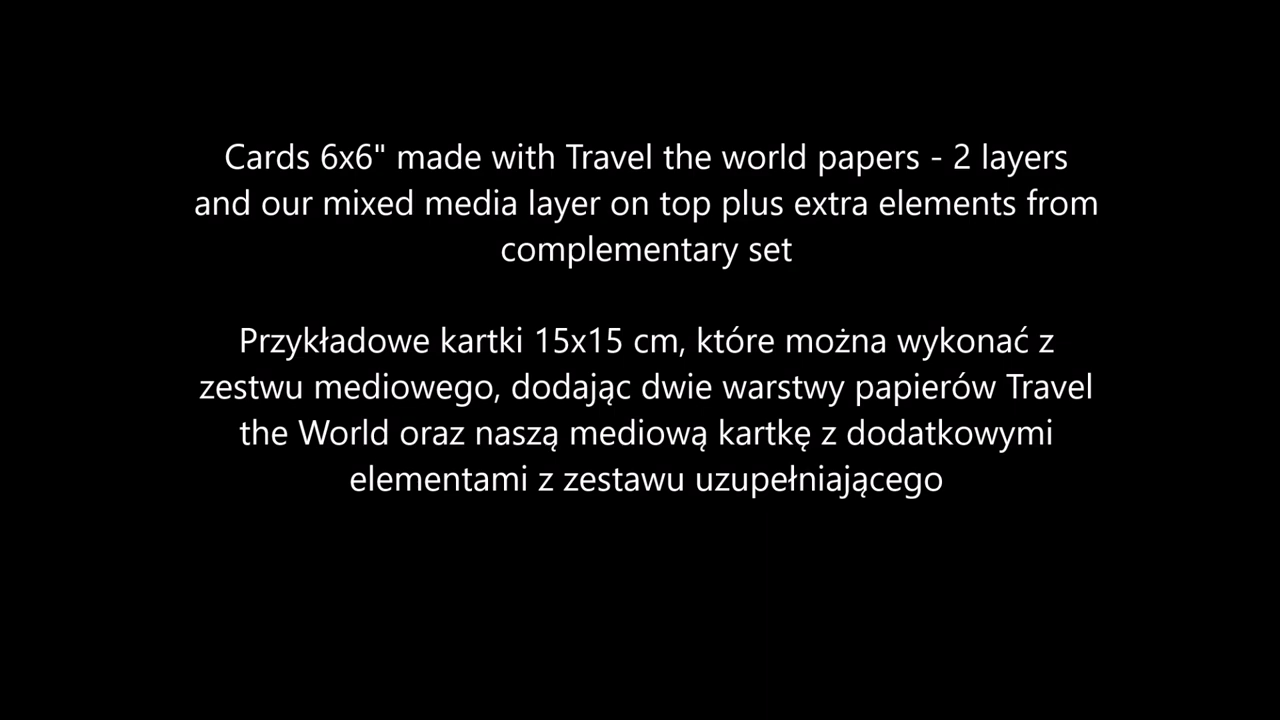 Cards 6x6" made with Travel the world papers - 2 layers
and our mixed media layer on top plus extra elements from
complementary set
Przykładowe kartki 15x15 cm, które można wykonać z
zestwu mediowego, dodając dwie warstwy papierów Travel
the World oraz naszą mediową kartkę z dodatkowymi
elementami z zestawu uzupełniającego